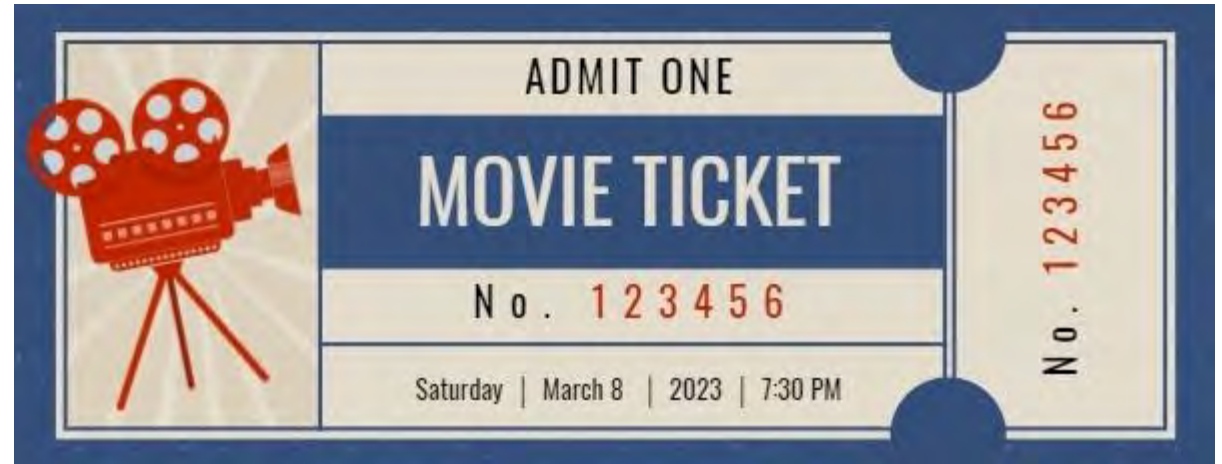 ADMIT ONE
MOVIE TICKET
No. 123456
Saturday | March 8 | 2023 | 7:30 PM
No. 123456